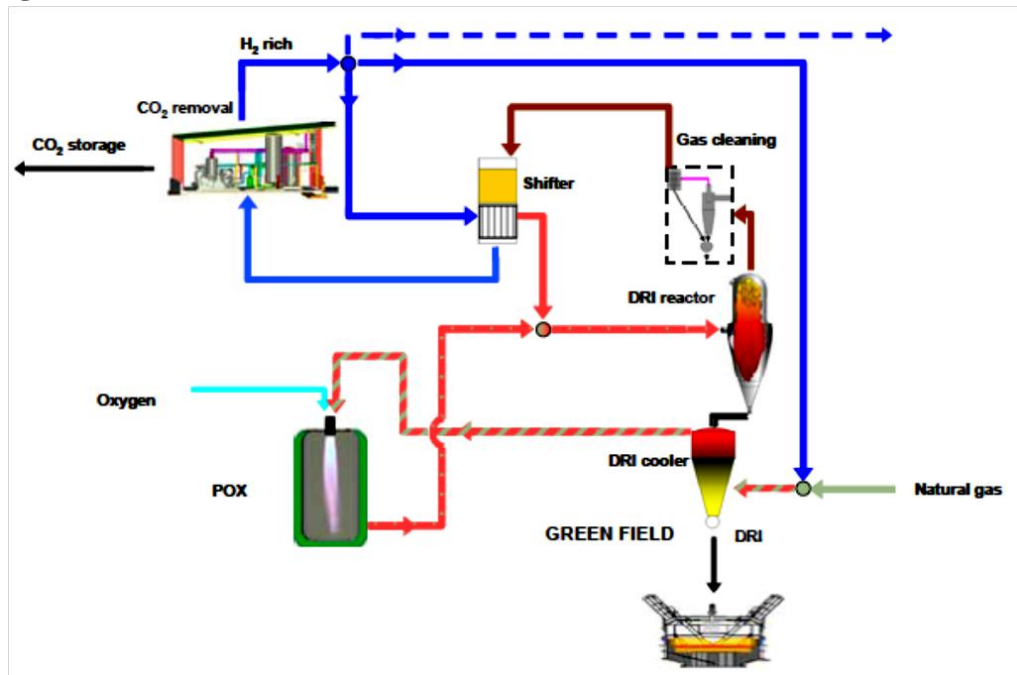 H₂ rich
CO₂ removal
CO₂ storage
Gas cleaning
Shifter
DRI reactor
Oxygen
DRI cooler
POX
Natural gas
GREEN FIELD
DRI